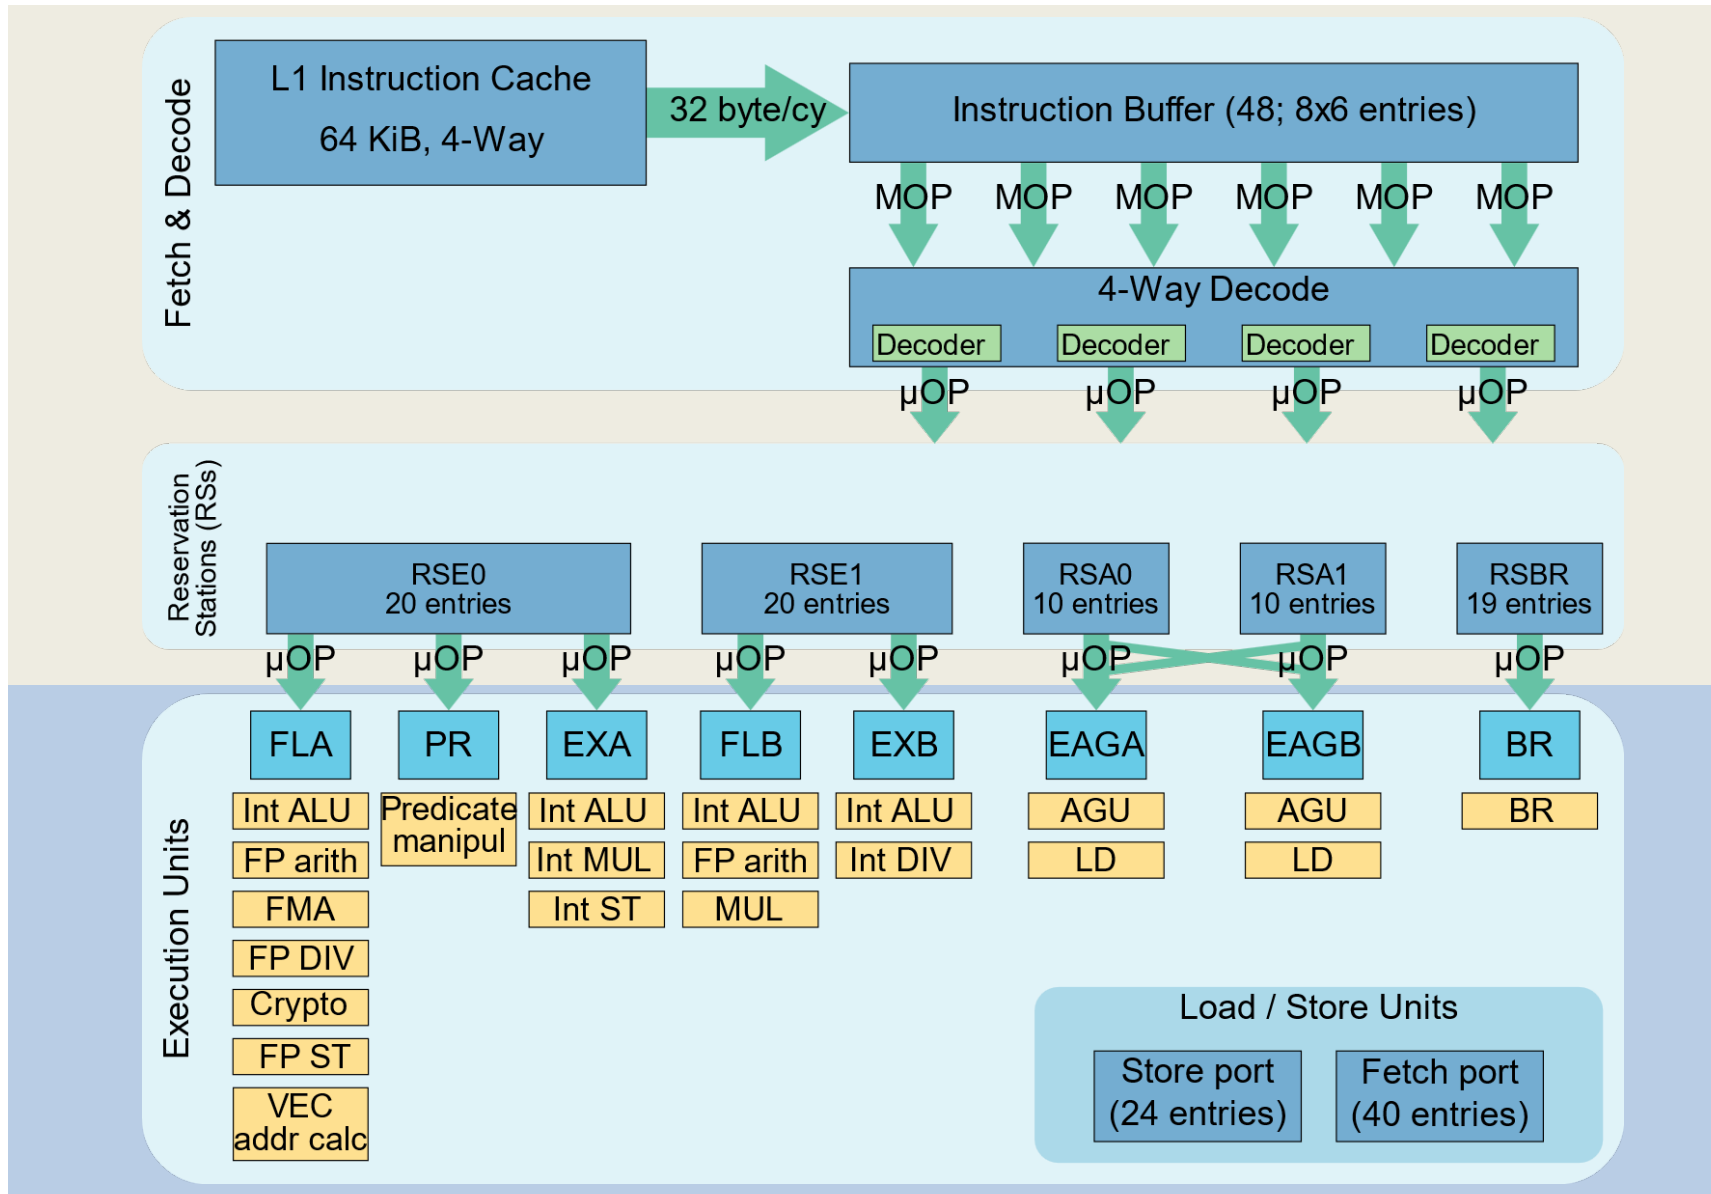 Fetch & Decode
L1 Instruction Cache
64 KiB, 4-Way
32 byte/cy
Instruction Buffer (48; 8x6 entries)
MOP MOP MOP MOP MOP MOP
4-Way Decode
Decoder Decoder Decoder Decoder
µOP µOP µOP µOP
Reservation
Stations (RSs)
RSE0
20 entries
RSE1
20 entries
RSA0
10 entries
RSA1
10 entries
RSBR
19 entries
µOP µOP µOP µOP µOP µOP µOP µOP
Execution Units
FLA
Int ALU
FP arith
FMA
FP DIV
Crypto
FP ST
VEC
addr calc
PR
Predicate
manipul
EXA
Int ALU
Int MUL
Int ST
FLB
Int ALU
FP arith
MUL
EXB
Int ALU
Int DIV
EAGA
AGU
LD
EAGB
AGU
LD
BR
BR
Load / Store Units
Store port
(24 entries)
Fetch port
(40 entries)